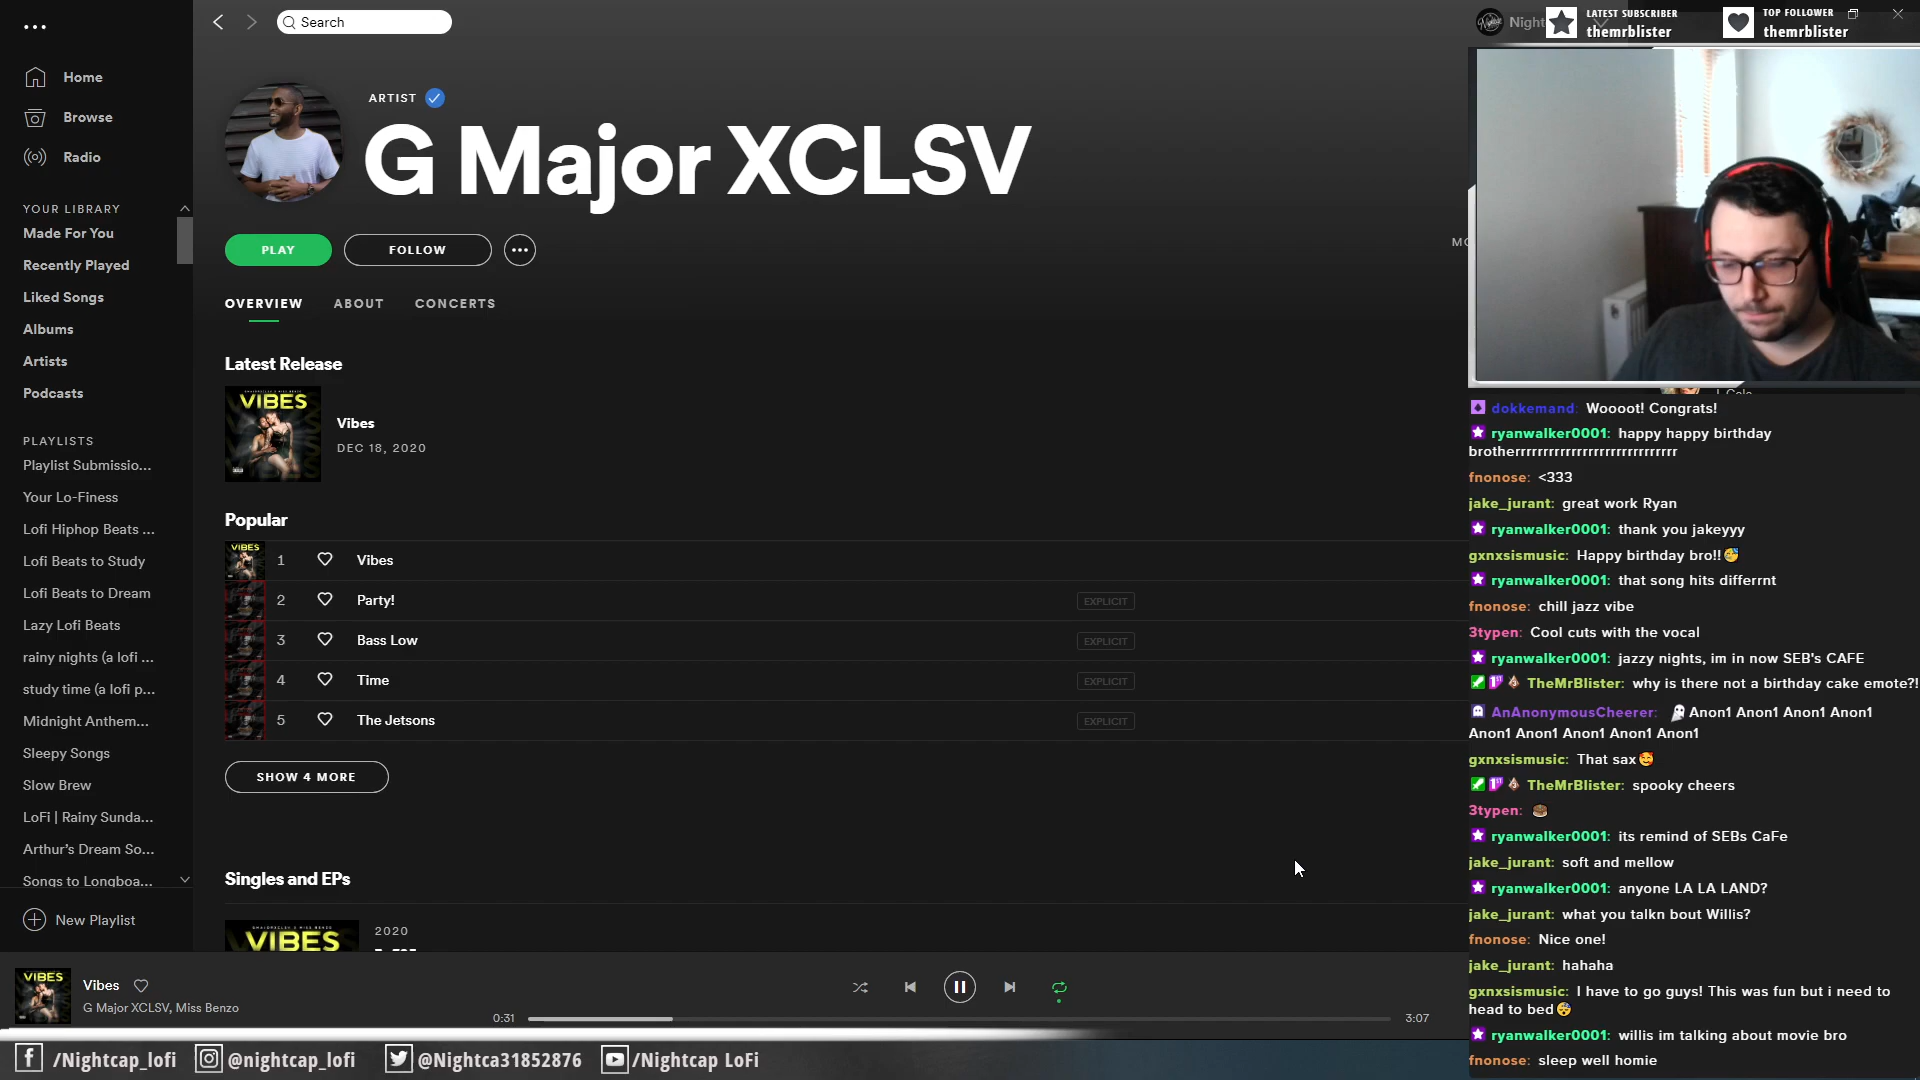 Search
Home
Browse
Radio
YOUR LIBRARY
Made For You
Recently Played
Liked Songs
Albums
Artists
Podcasts
PLAYLISTS
Playlist Submissio...
Your Lo-Finess
Lofi Hiphop Beats ...
Lofi Beats to Study
Lofi Beats to Dream
Lazy Lofi Beats
rainy nights (a lofi ...
study time (a lofi p...
Midnight Anthem...
Sleepy Songs
Slow Brew
LoFi | Rainy Sunda...
Arthur's Dream So...
Songs to Longboa...
New Playlist
ARTIST
G Major XCLSV
PLAY
FOLLOW
OVERVIEW
ABOUT
CONCERTS
Latest Release
VIBES
Vibes
DEC 18, 2020
Popular
VIBES
1
Vibes
2
Party!
EXPLICIT
3
Bass Low
EXPLICIT
4
Time
EXPLICIT
5
The Jetsons
EXPLICIT
SHOW 4 MORE
Singles and EPs
GMAJORXCLSV X MISS BENZO
VIBES
2020
VIBES
Vibes
G Major XCLSV, Miss Benzo
0:31
3:07
/Nightcap_lofi
@nightcap_lofi
@Nightca31852876
/Nightcap LoFi
Night
LATEST SUBSCRIBER
themrblister
TOP FOLLOWER
themrblister
MO
dokkemand: Woooot! Congrats!
ryanwalker0001: happy happy birthday
brotherrrrrrrrrrrrrrrrrrrrrrrrrrr
fnonose: <333
jake_jurant: great work Ryan
ryanwalker0001: thank you jakeyyy
gxnxsismusic: Happy birthday bro!!🥳
ryanwalker0001: that song hits differrnt
fnonose: chill jazz vibe
3typen: Cool cuts with the vocal
ryanwalker0001: jazzy nights, im in now SEB's CAFE
TheMrBlister: why is there not a birthday cake emote?!
AnAnonymousCheerer: Anon1 Anon1 Anon1 Anon1
Anon1 Anon1 Anon1 Anon1 Anon1
gxnxsismusic: That sax🥰
TheMrBlister: spooky cheers
3typen:
ryanwalker0001: its remind of SEBs CaFe
jake_jurant: soft and mellow
ryanwalker0001: anyone LA LA LAND?
jake_jurant: what you talkn bout Willis?
fnonose: Nice one!
jake_jurant: hahaha
gxnxsismusic: I have to go guys! This was fun but i need to
head to bed😴
ryanwalker0001: willis im talking about movie bro
fnonose: sleep well homie